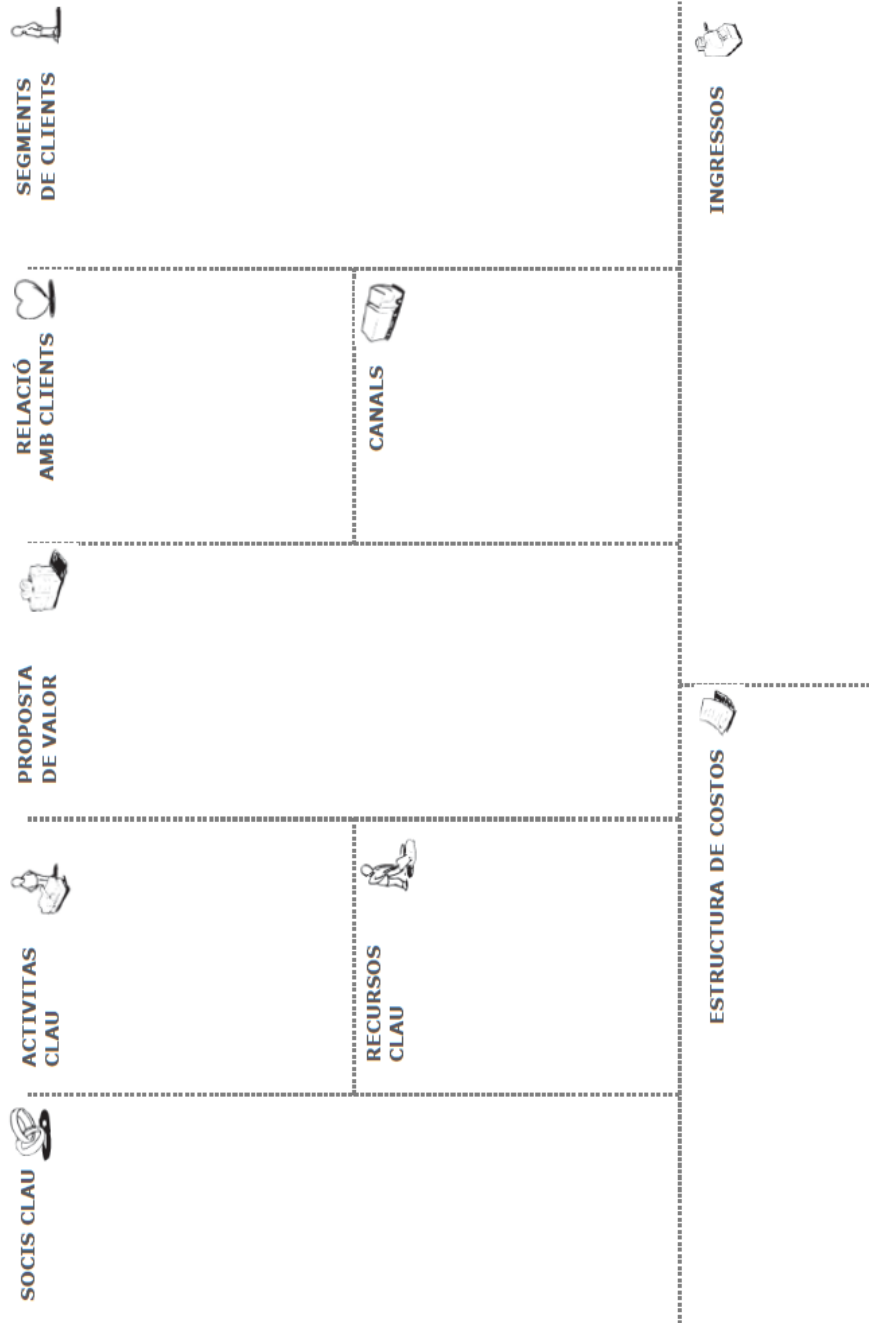 SOCIS CLAU
ACTIVITAS
CLAU
RECURSOS
CLAU
PROPOSTA
DE VALOR
RELACIÓ
AMB CLIENTS
CANALS
SEGMENTS
DE CLIENTS
ESTRUCTURA DE COSTOS
INGRESSOS